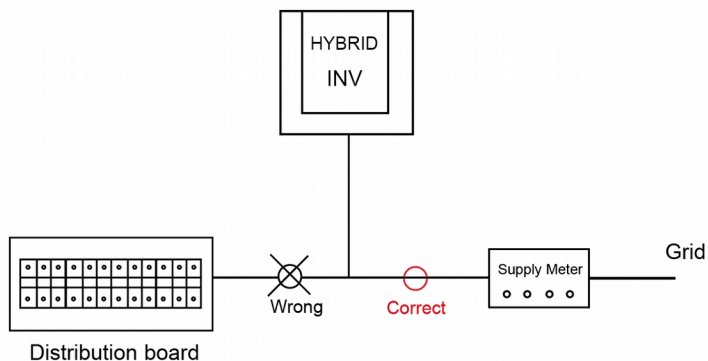 HYBRID
INV
Grid
Supply Meter
Wrong
Correct
Distribution board